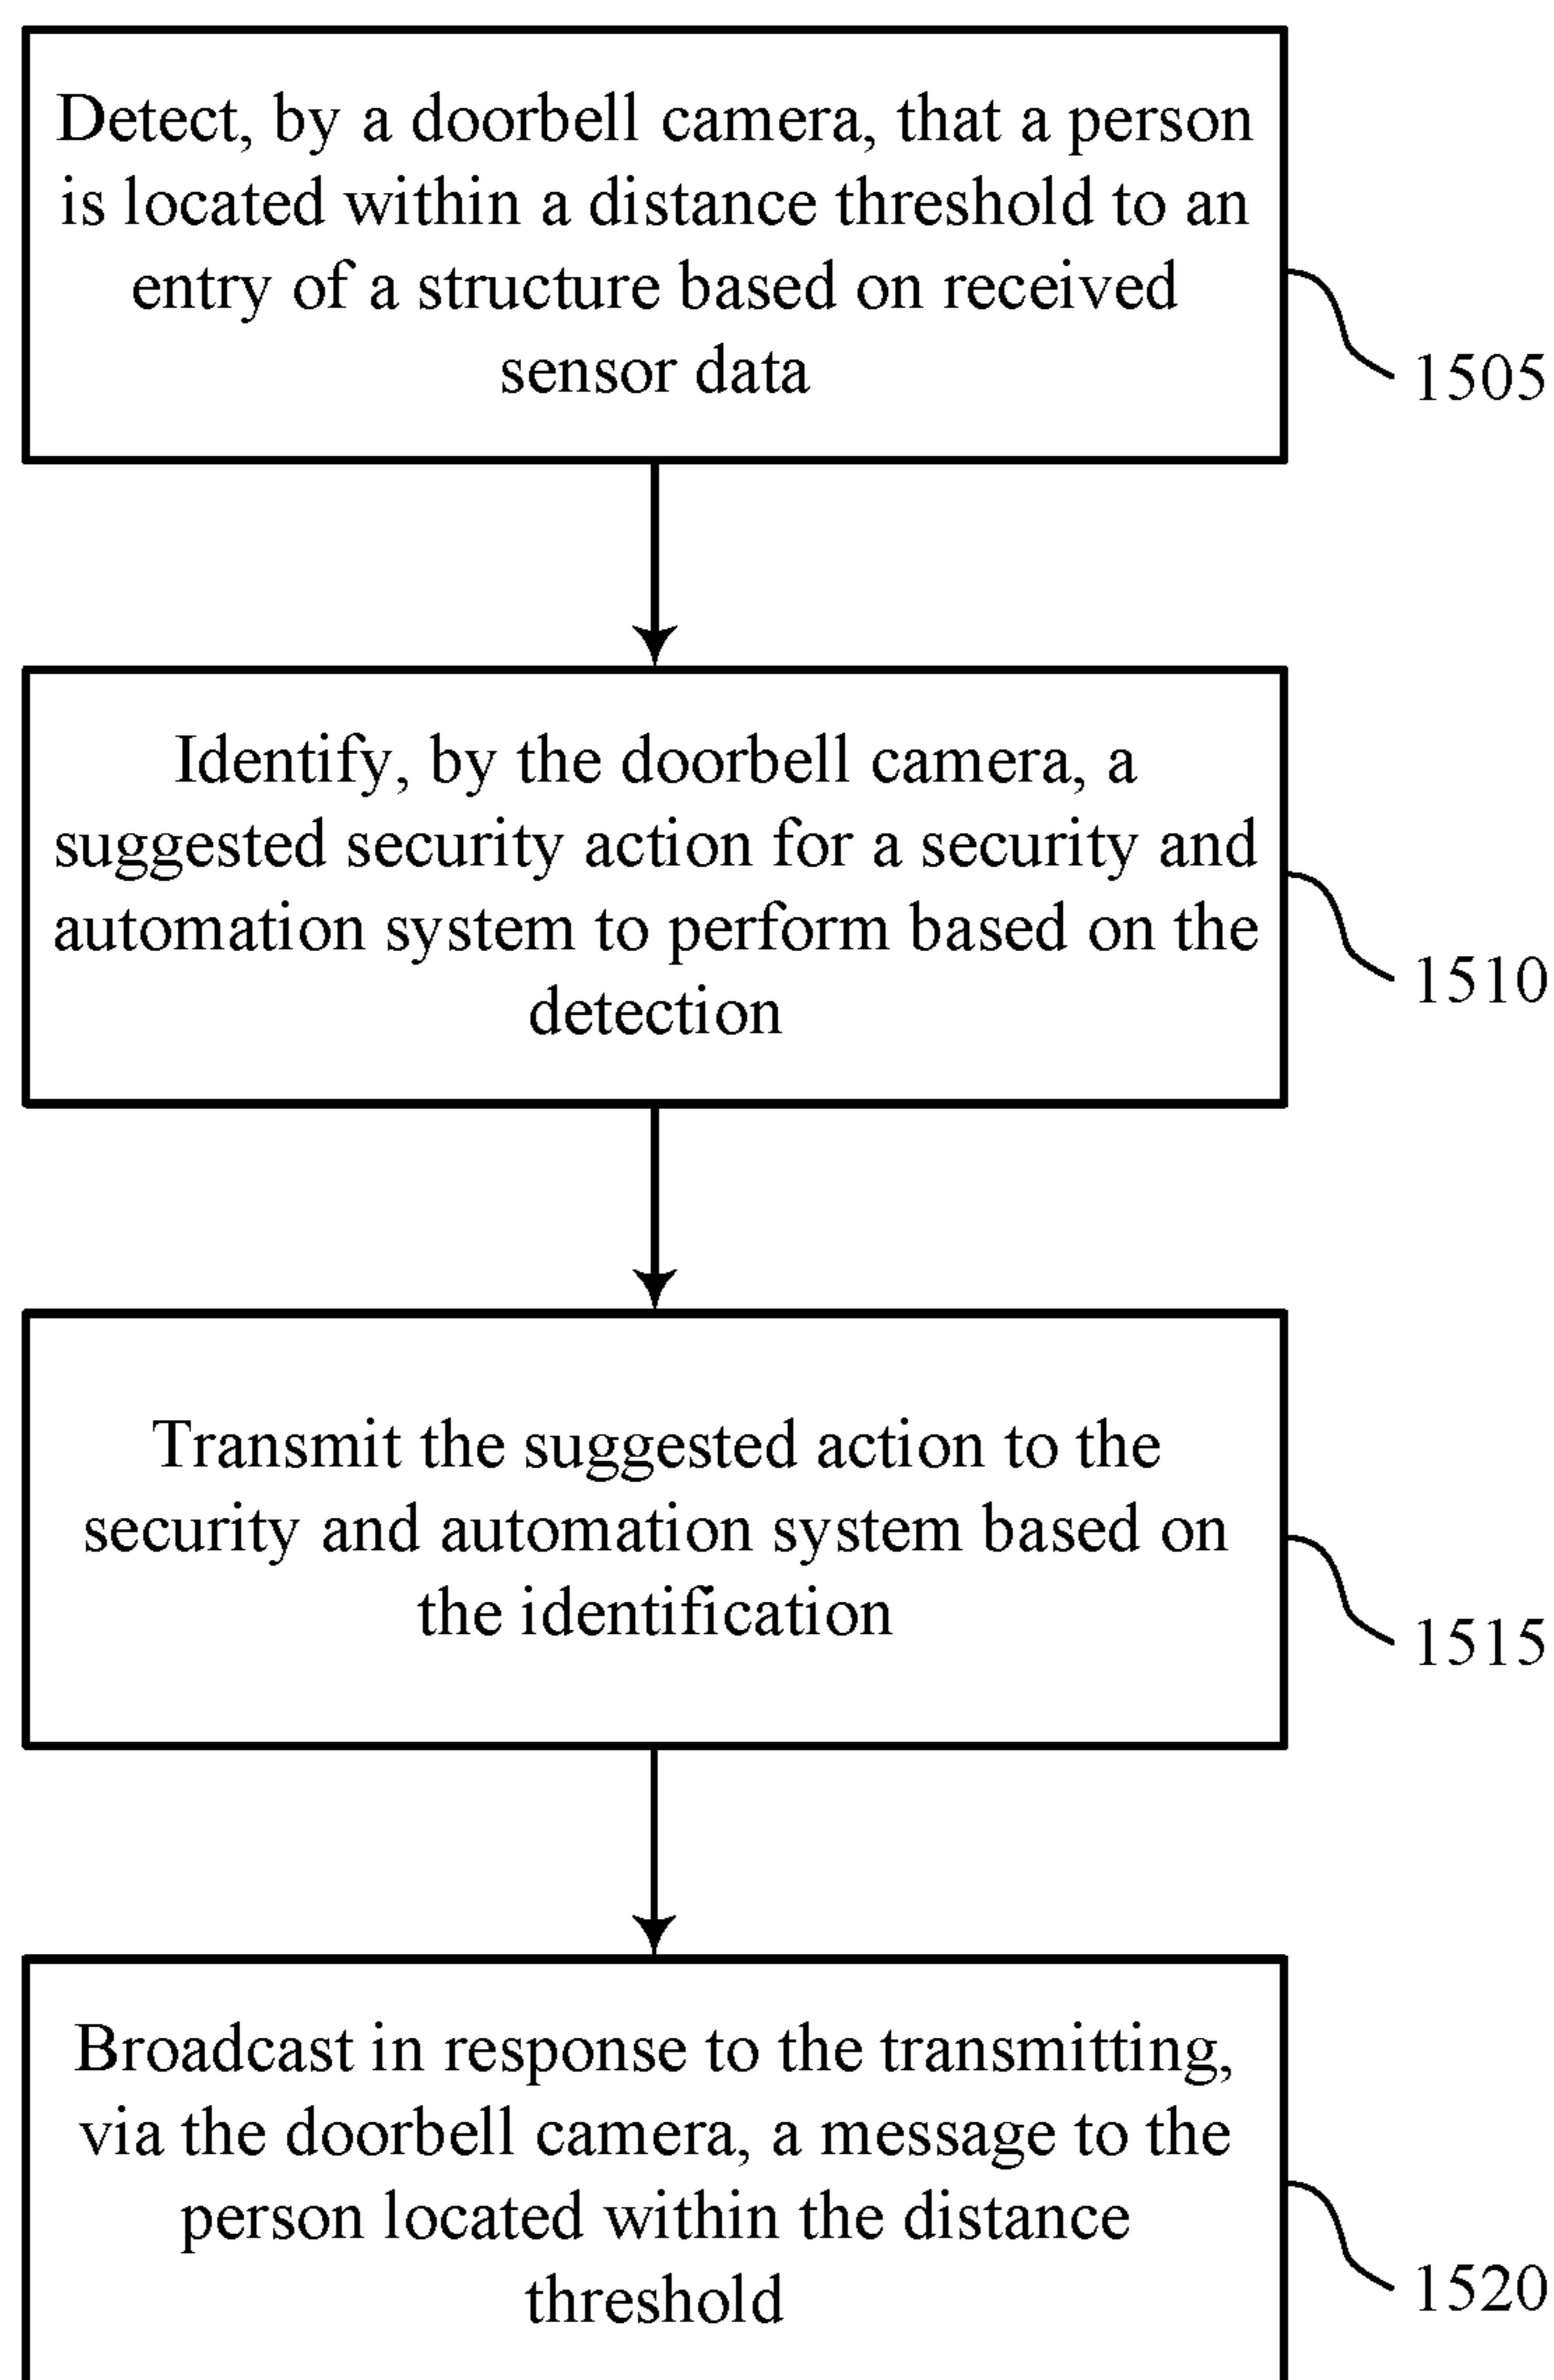 Detect, by a doorbell camera, that a person
is located within a distance threshold to an
entry of a structure based on received
sensor data
1505
Identify, by the doorbell camera, a
suggested security action for a security and
automation system to perform based on the
detection
1510
Transmit the suggested action to the
security and automation system based on
the identification
1515
Broadcast in response to the transmitting,
via the doorbell camera, a message to the
person located within the distance
threshold
1520